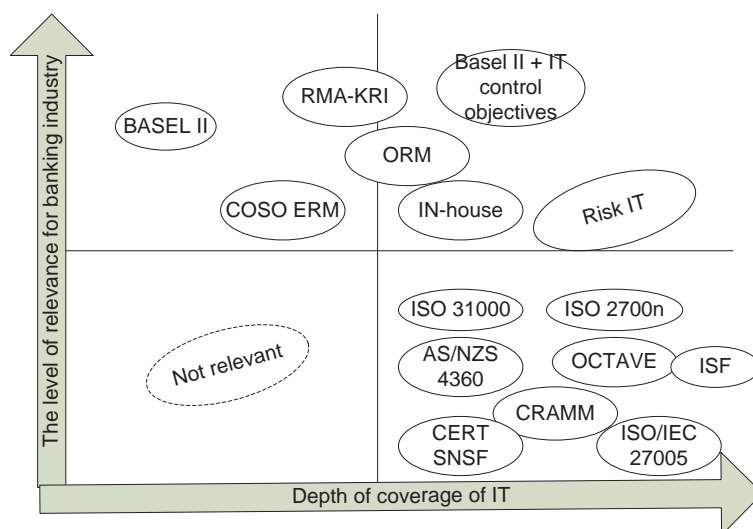 The level of relevance for banking industry
BASEL II
RMA-KRI
Basel II + IT
control
objectives
ORM
COSO ERM
IN-house
Risk IT
Not relevant
ISO 31000
ISO 2700n
AS/NZS
4360
OCTAVE
ISF
CRAMM
CERT
SNSF
ISO/IEC
27005
Depth of coverage of IT